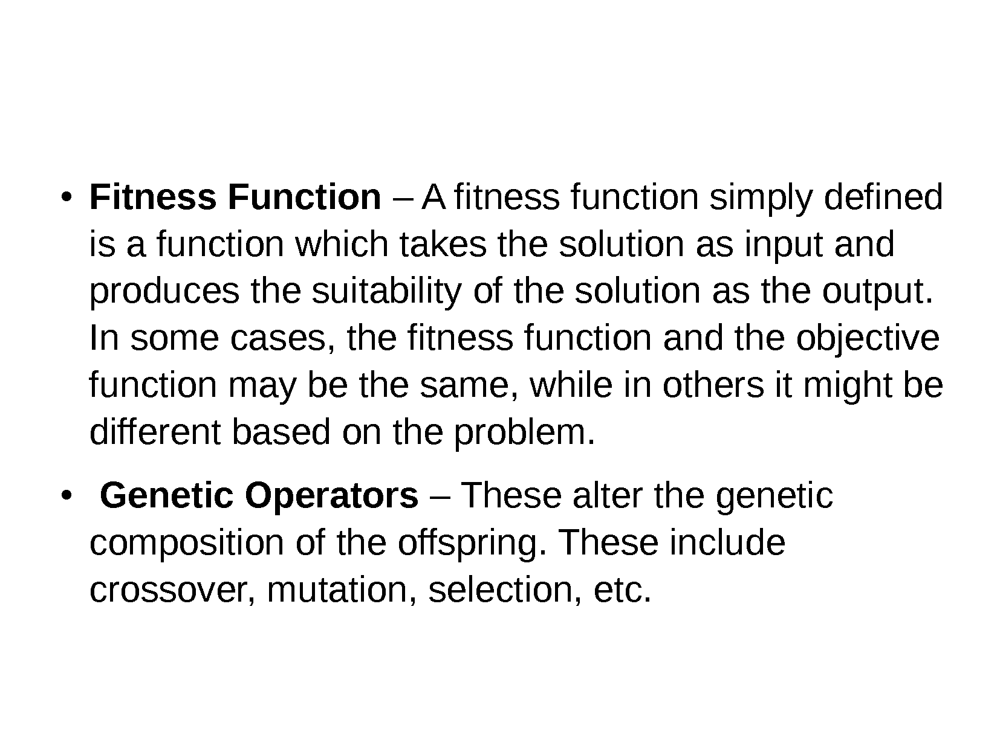 • Fitness Function – A fitness function simply defined
is a function which takes the solution as input and
produces the suitability of the solution as the output.
In some cases, the fitness function and the objective
function may be the same, while in others it might be
different based on the problem.
• Genetic Operators – These alter the genetic
composition of the offspring. These include
crossover, mutation, selection, etc.